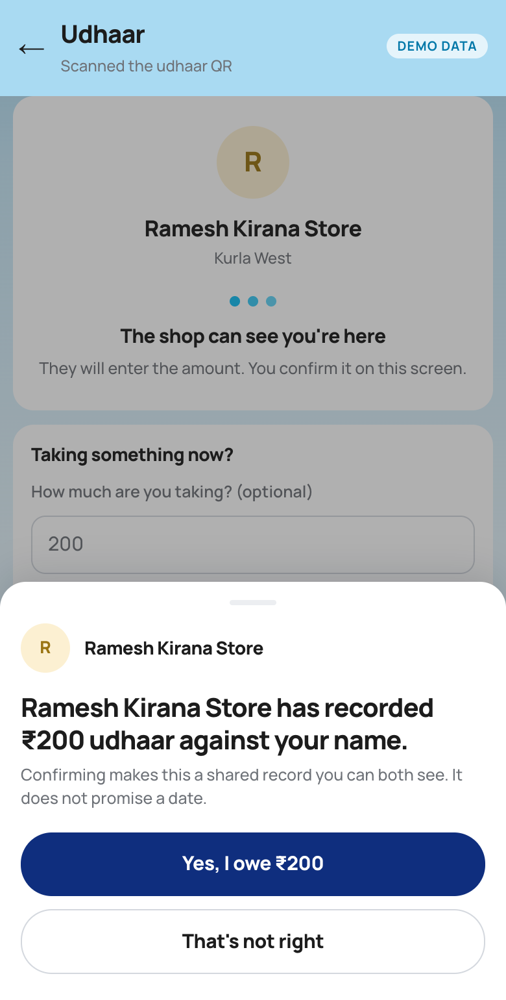 Udhaar
Scanned the udhaar QR
DEMO DATA
R
Ramesh Kirana Store
Kurla West
The shop can see you're here
They will enter the amount. You confirm it on this screen.
Taking something now?
How much are you taking? (optional)
200
R
Ramesh Kirana Store
Ramesh Kirana Store has recorded
₹200 udhaar against your name.
Confirming makes this a shared record you can both see. It
does not promise a date.
Yes, I owe ₹200
That's not right